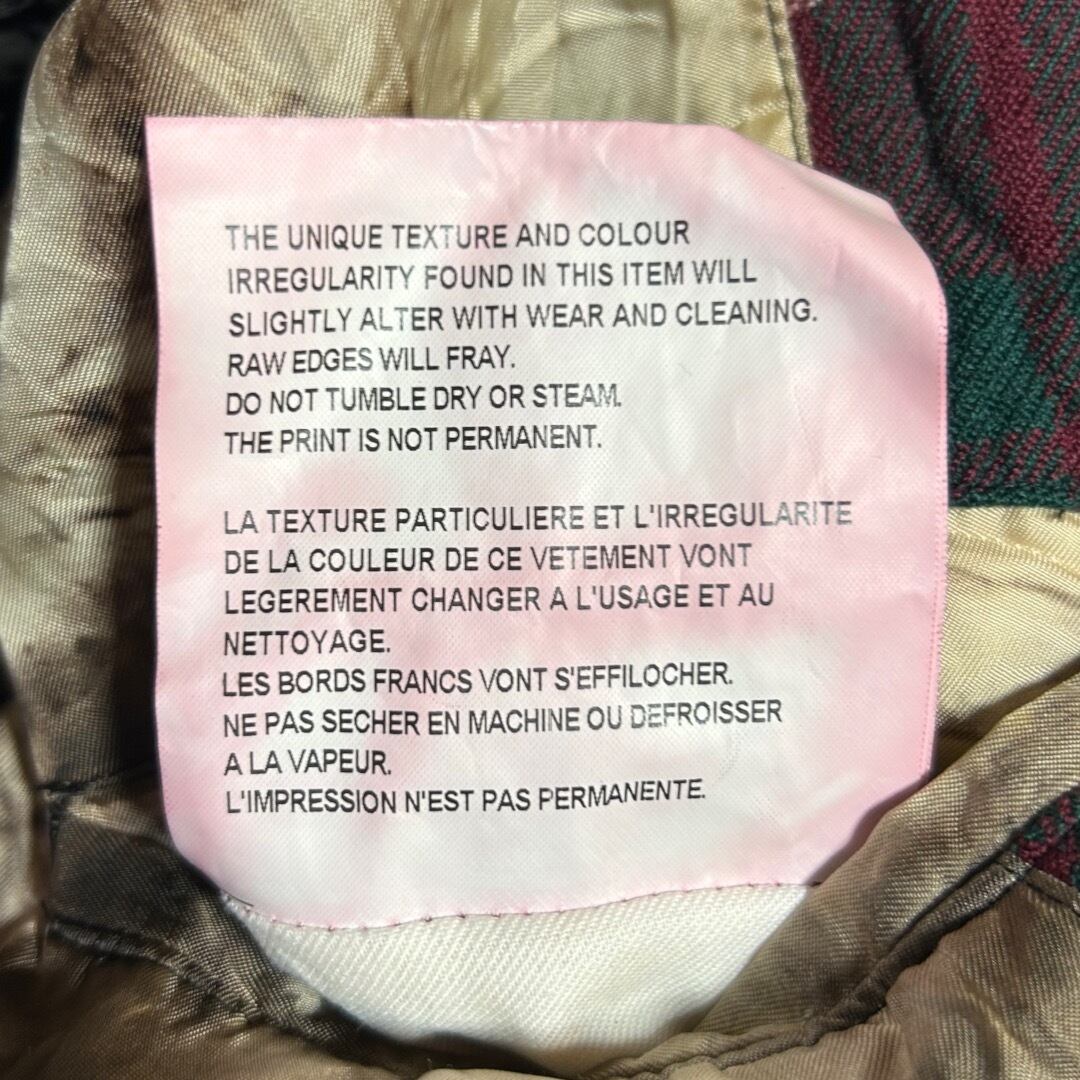 THE UNIQUE TEXTURE AND COLOUR
IRREGULARITY FOUND IN THIS ITEM WILL
SLIGHTLY ALTER WITH WEAR AND CLEANING.
RAW EDGES WILL FRAY.
DO NOT TUMBLE DRY OR STEAM.
THE PRINT IS NOT PERMANENT.
LA TEXTURE PARTICULIERE ET L'IRREGULARITE
DE LA COULEUR DE CE VETEMENT VONT
LEGEREMENT CHANGER A L'USAGE ET AU
NETTOYAGE.
LES BORDS FRANCS VONT S'EFFILOCHER.
NE PAS SECHER EN MACHINE OU DEFROISSER
A LA VAPEUR.
L'IMPRESSION N'EST PAS PERMANENTE.